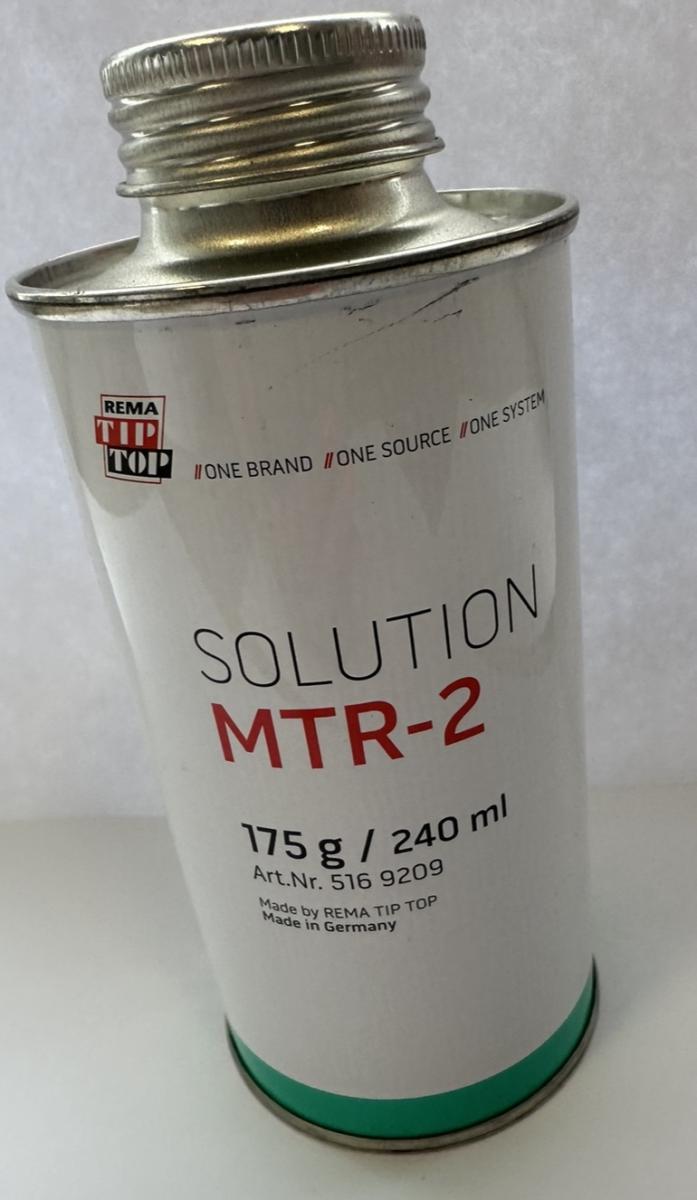 REMA
TIP
TOP
//ONE BRAND //ONE SOURCE //ONE SYSTEM
SOLUTION
MTR-2
175 g / 240 ml
Art.Nr. 516 9209
Made by REMA TIP TOP
Made in Germany